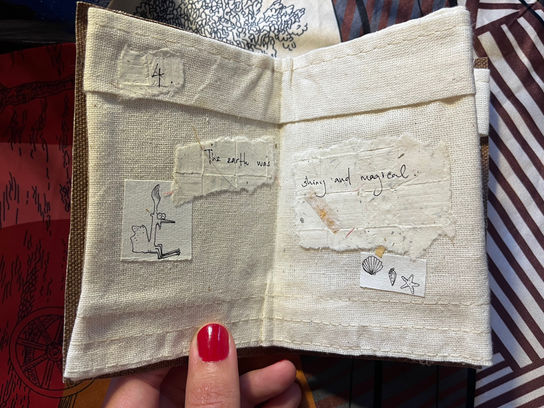 4.
The earth was
shiny and magical.